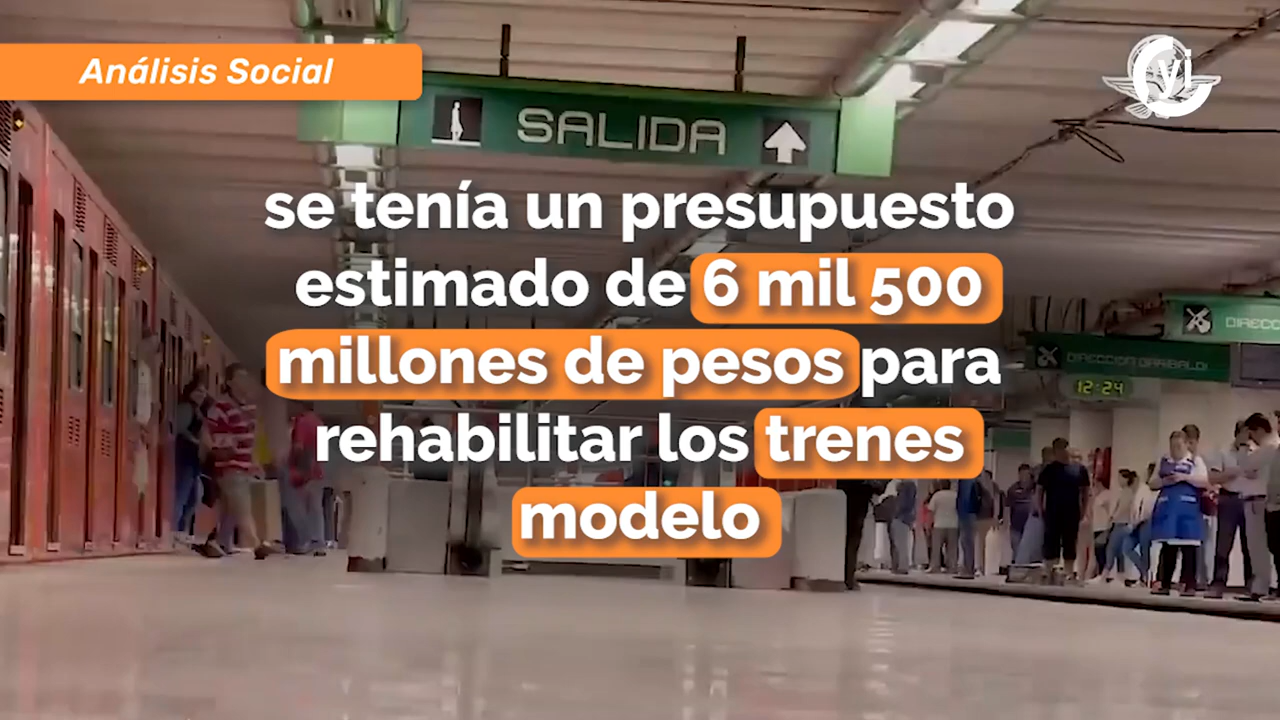 Análisis Social
yi
SALIDA
se tenía un presupuesto
estimado de 6 mil 500
millones de pesos para
rehabilitar los trenes
modelo
DIRECCION GARIBALDI
12:24